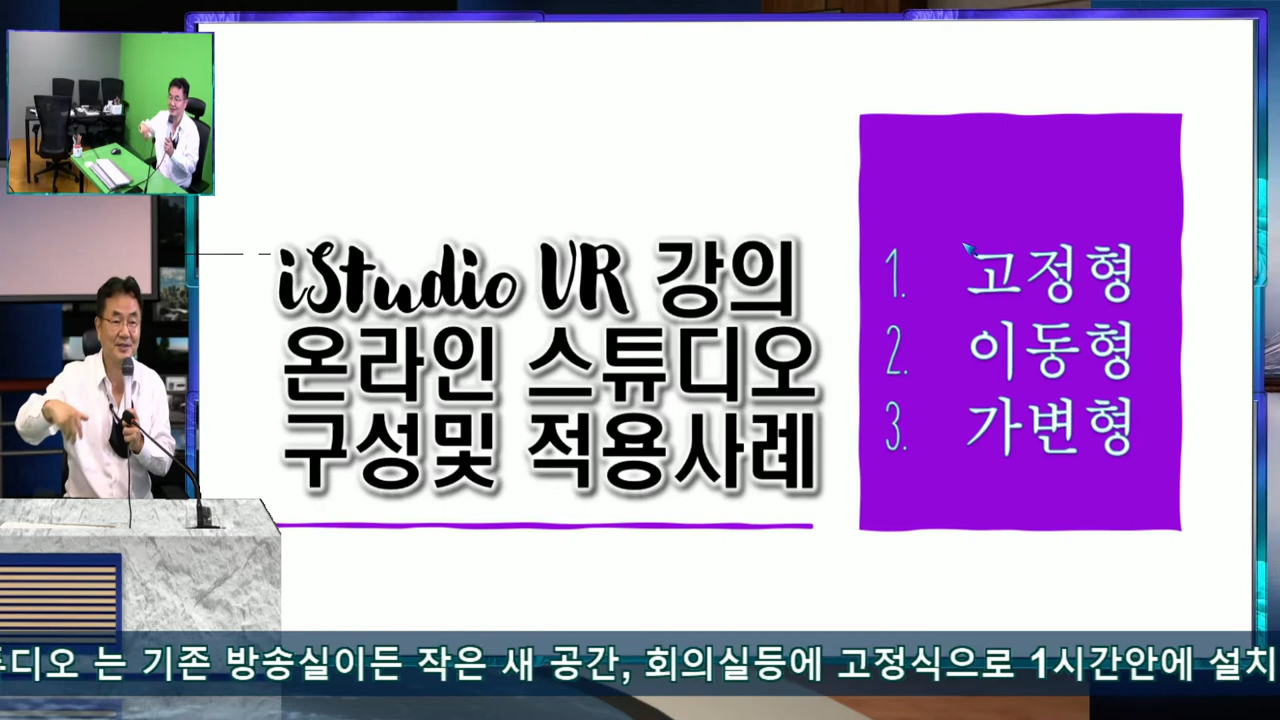 iStudio VR 강의
온라인 스튜디오
구성및 적용사례
1. 고정형
2. 이동형
3. 가변형
디오 는 기존 방송실이든 작은 새 공간, 회의실등에 고정식으로 1시간안에 설치